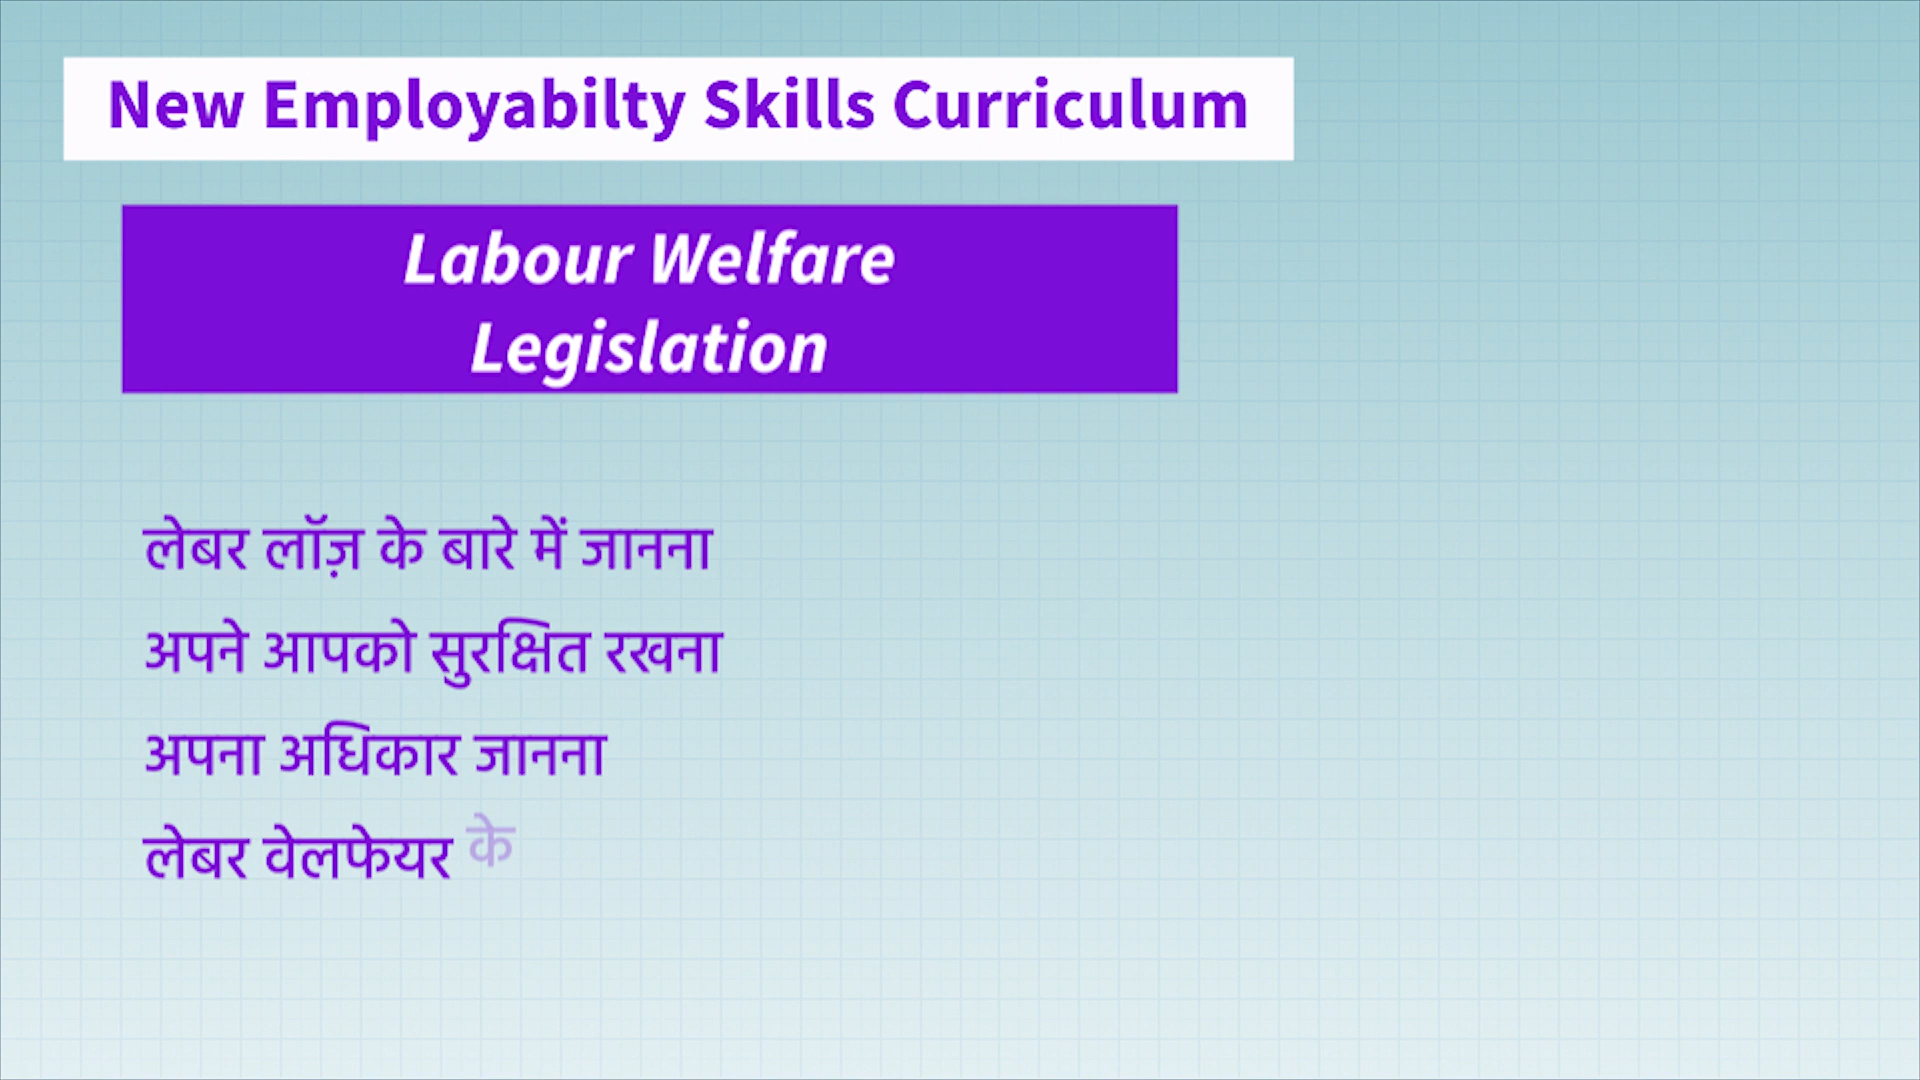 New Employabilty Skills Curriculum
Labour Welfare
Legislation
लेबर लॉज़ के बारे में जानना
अपने आपको सुरक्षित रखना
अपना अधिकार जानना
लेबर वेलफेयर के